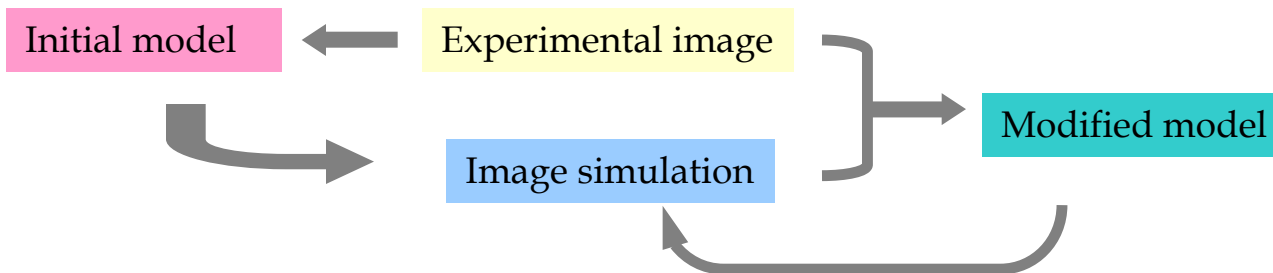 Initial model
Experimental image
Modified model
Image simulation